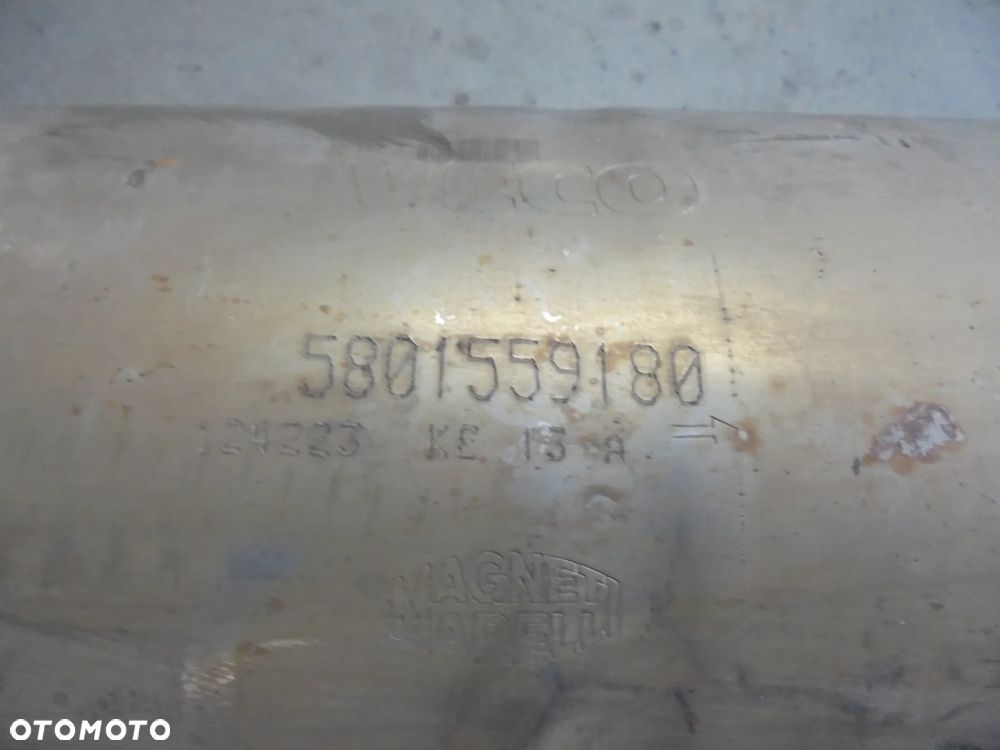 IVECO
5801559180
124223 KE 15 A
MAGNETI
MARELLI
OTOMOTO